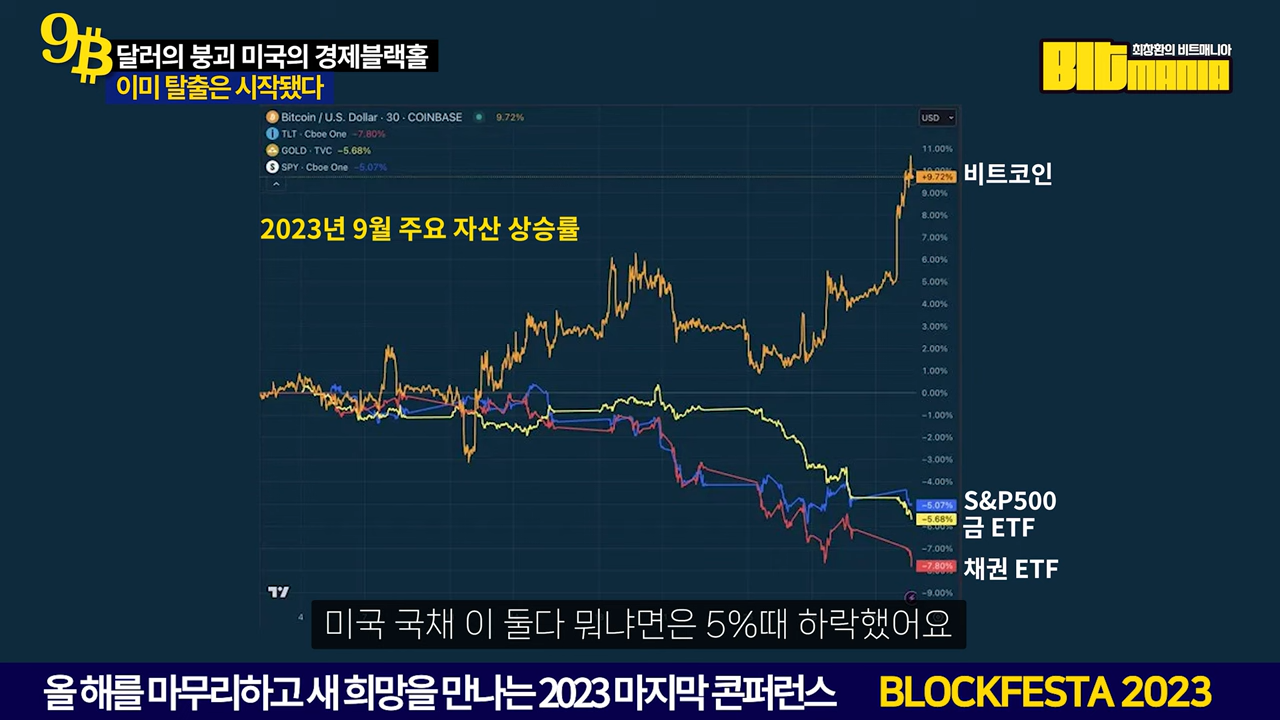 9₿
달러의 붕괴 미국의 경제블랙홀
이미 탈출은 시작됐다
최창환의 비트매니아
BIT MANIA
Bitcoin / U.S. Dollar · 30 · COINBASE 9.72%
TLT · Cboe One −7.80%
GOLD · TVC −5.68%
SPY · Cboe One −5.07%
USD
2023년 9월 주요 자산 상승률
11.00%
+9.72%
비트코인
9.00%
8.00%
7.00%
6.00%
5.00%
4.00%
3.00%
2.00%
1.00%
0.00%
−1.00%
−2.00%
−3.00%
−4.00%
−5.07%
S&P500
−5.68%
금 ETF
−7.00%
−7.80%
채권 ETF
−9.00%
4
미국 국채 이 둘다 뭐냐면은 5%때 하락했어요
올 해를 마무리하고 새 희망을 만나는 2023 마지막 콘퍼런스 BLOCKFESTA 2023